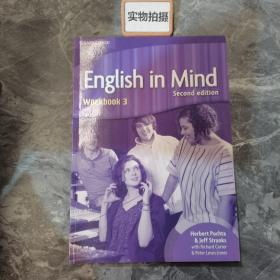 实物拍摄
English in Mind
Second edition
Workbook 3
Herbert Puchta
& Jeff Stranks
with Richard Carter
& Peter Lewis-Jones